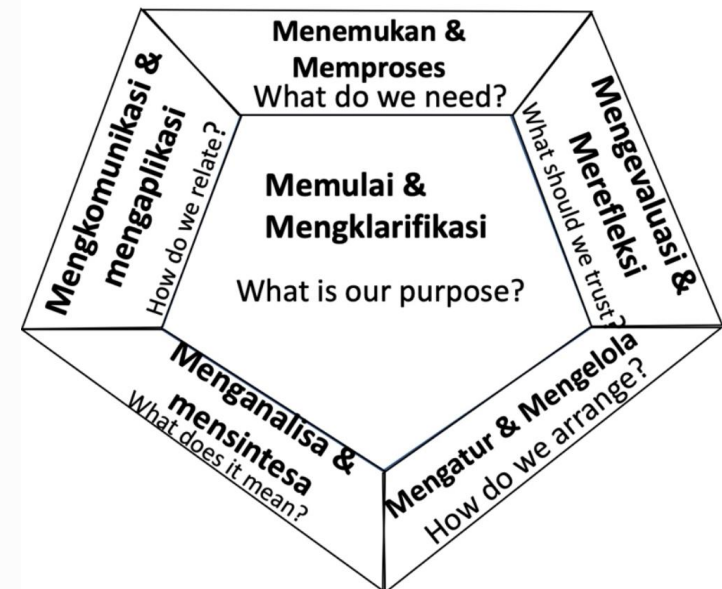 Menemukan &
Memproses
What do we need?
Mengevaluasi &
Merefleksi
What should we trust?
Mengatur & Mengelola
How do we arrange?
Menganalisa &
mensintesa
What does it mean?
Mengkomunikasi &
mengaplikasi
How do we relate?
Memulai &
Mengklarifikasi
What is our purpose?